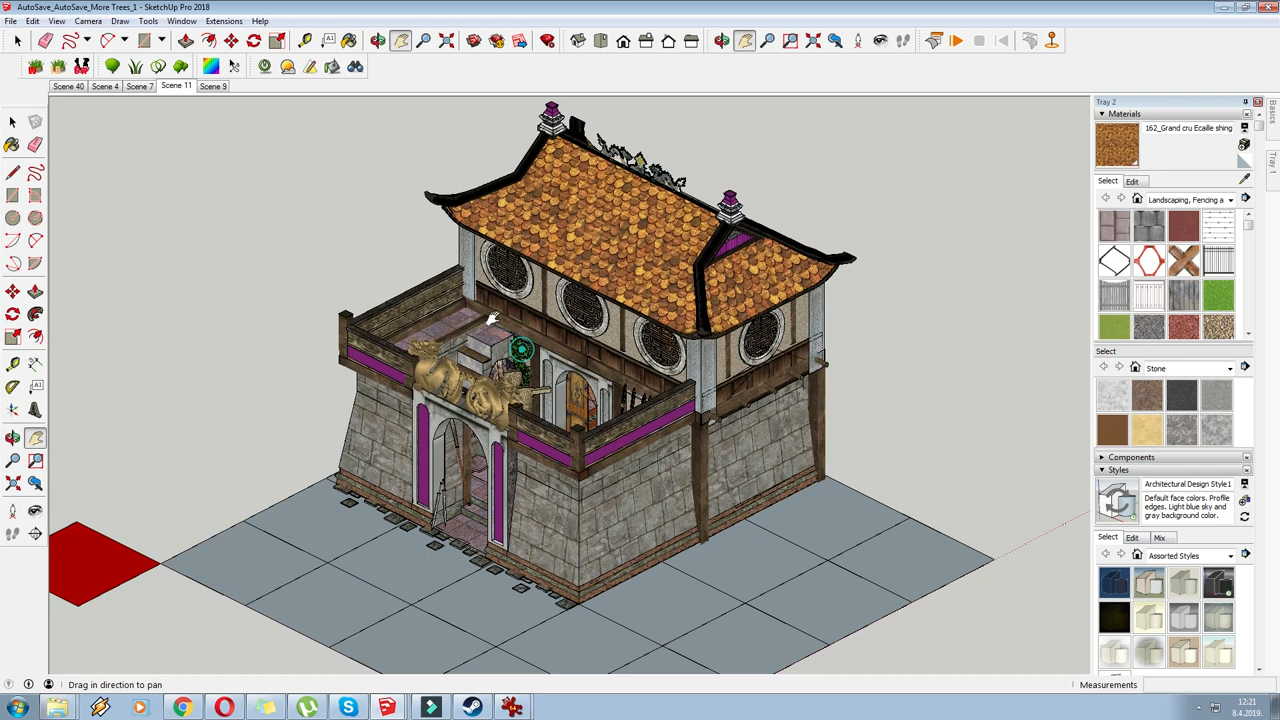 AutoSave_AutoSave_More Trees_1 - SketchUp Pro 2018
File Edit View Camera Draw Tools Window Extensions Help
Scene 40 Scene 4 Scene 7 Scene 11 Scene 9
Tray 2
Materials
162_Grand cru Ecaille shing
Select Edit
Landscaping, Fencing a
Select
Stone
Components
Styles
Architectural Design Style1
Default face colors. Profile
edges. Light blue sky and
gray background color.
Select Edit Mix
Assorted Styles
Basics
Tray 1
Drag in direction to pan
Measurements
12:21
8.4.2019.